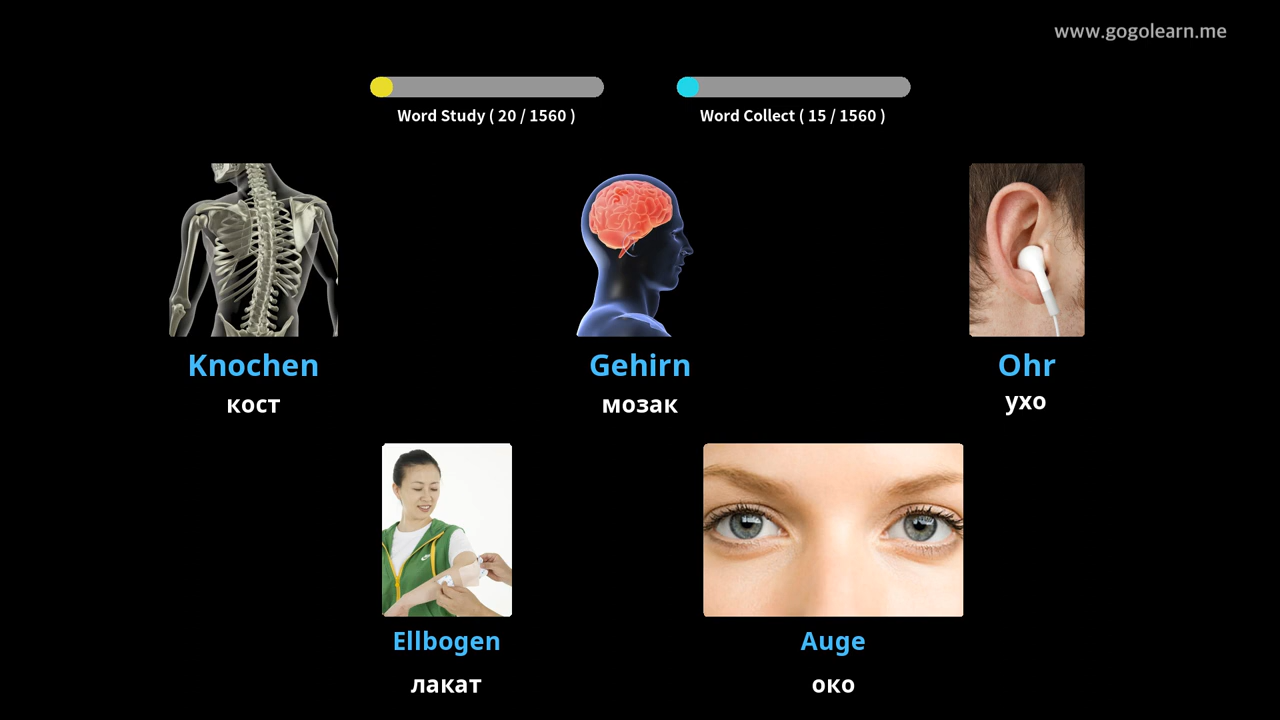 www.gogolearn.me
Word Study ( 20 / 1560 )
Word Collect ( 15 / 1560 )
Knochen
кост
Gehirn
мозак
Ohr
ухо
Ellbogen
лакат
Auge
око